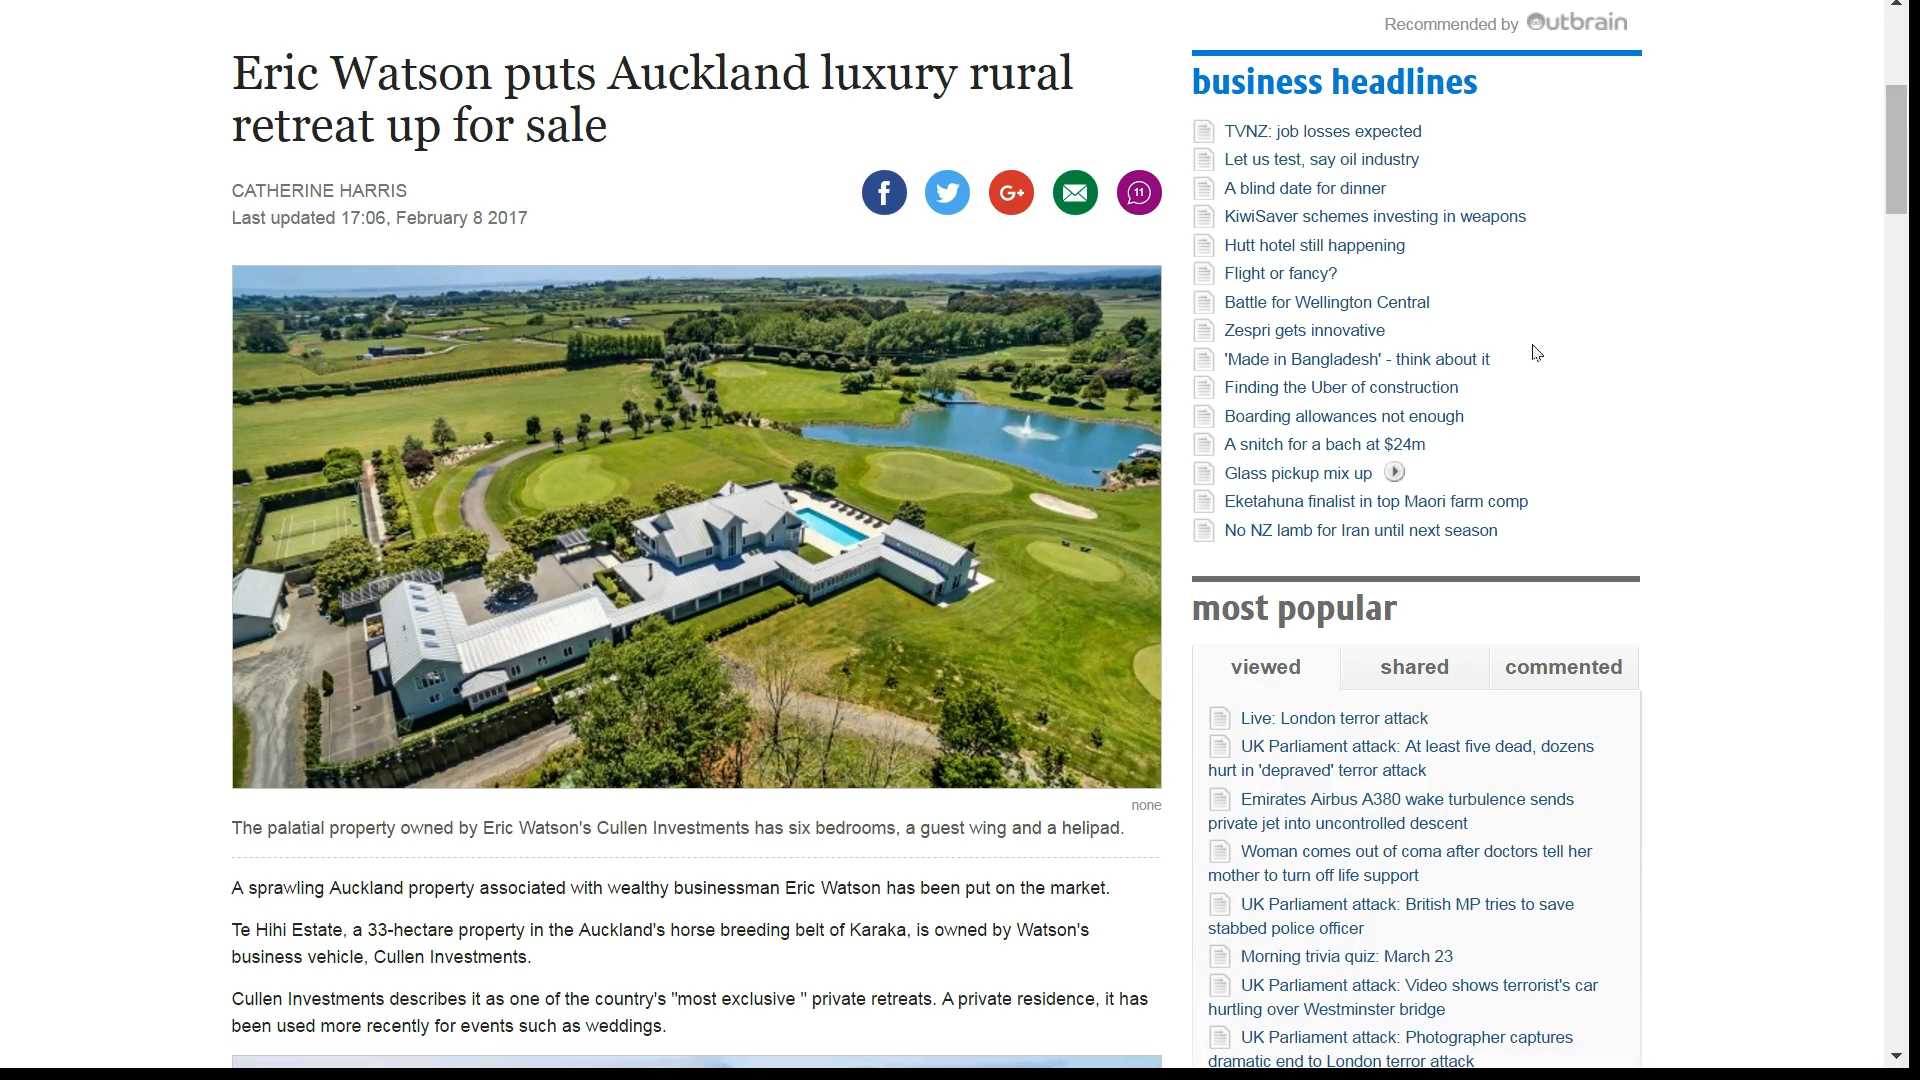 Recommended by Outbrain
Eric Watson puts Auckland luxury rural
retreat up for sale
CATHERINE HARRIS
Last updated 17:06, February 8 2017
f
G+
11
none
The palatial property owned by Eric Watson's Cullen Investments has six bedrooms, a guest wing and a helipad.
A sprawling Auckland property associated with wealthy businessman Eric Watson has been put on the market.
Te Hihi Estate, a 33-hectare property in the Auckland's horse breeding belt of Karaka, is owned by Watson's
business vehicle, Cullen Investments.
Cullen Investments describes it as one of the country's "most exclusive " private retreats. A private residence, it has
been used more recently for events such as weddings.
business headlines
TVNZ: job losses expected
Let us test, say oil industry
A blind date for dinner
KiwiSaver schemes investing in weapons
Hutt hotel still happening
Flight or fancy?
Battle for Wellington Central
Zespri gets innovative
'Made in Bangladesh' - think about it
Finding the Uber of construction
Boarding allowances not enough
A snitch for a bach at $24m
Glass pickup mix up
Eketahuna finalist in top Maori farm comp
No NZ lamb for Iran until next season
most popular
viewed shared commented
Live: London terror attack
UK Parliament attack: At least five dead, dozens
hurt in 'depraved' terror attack
Emirates Airbus A380 wake turbulence sends
private jet into uncontrolled descent
Woman comes out of coma after doctors tell her
mother to turn off life support
UK Parliament attack: British MP tries to save
stabbed police officer
Morning trivia quiz: March 23
UK Parliament attack: Video shows terrorist's car
hurtling over Westminster bridge
UK Parliament attack: Photographer captures
dramatic end to London terror attack